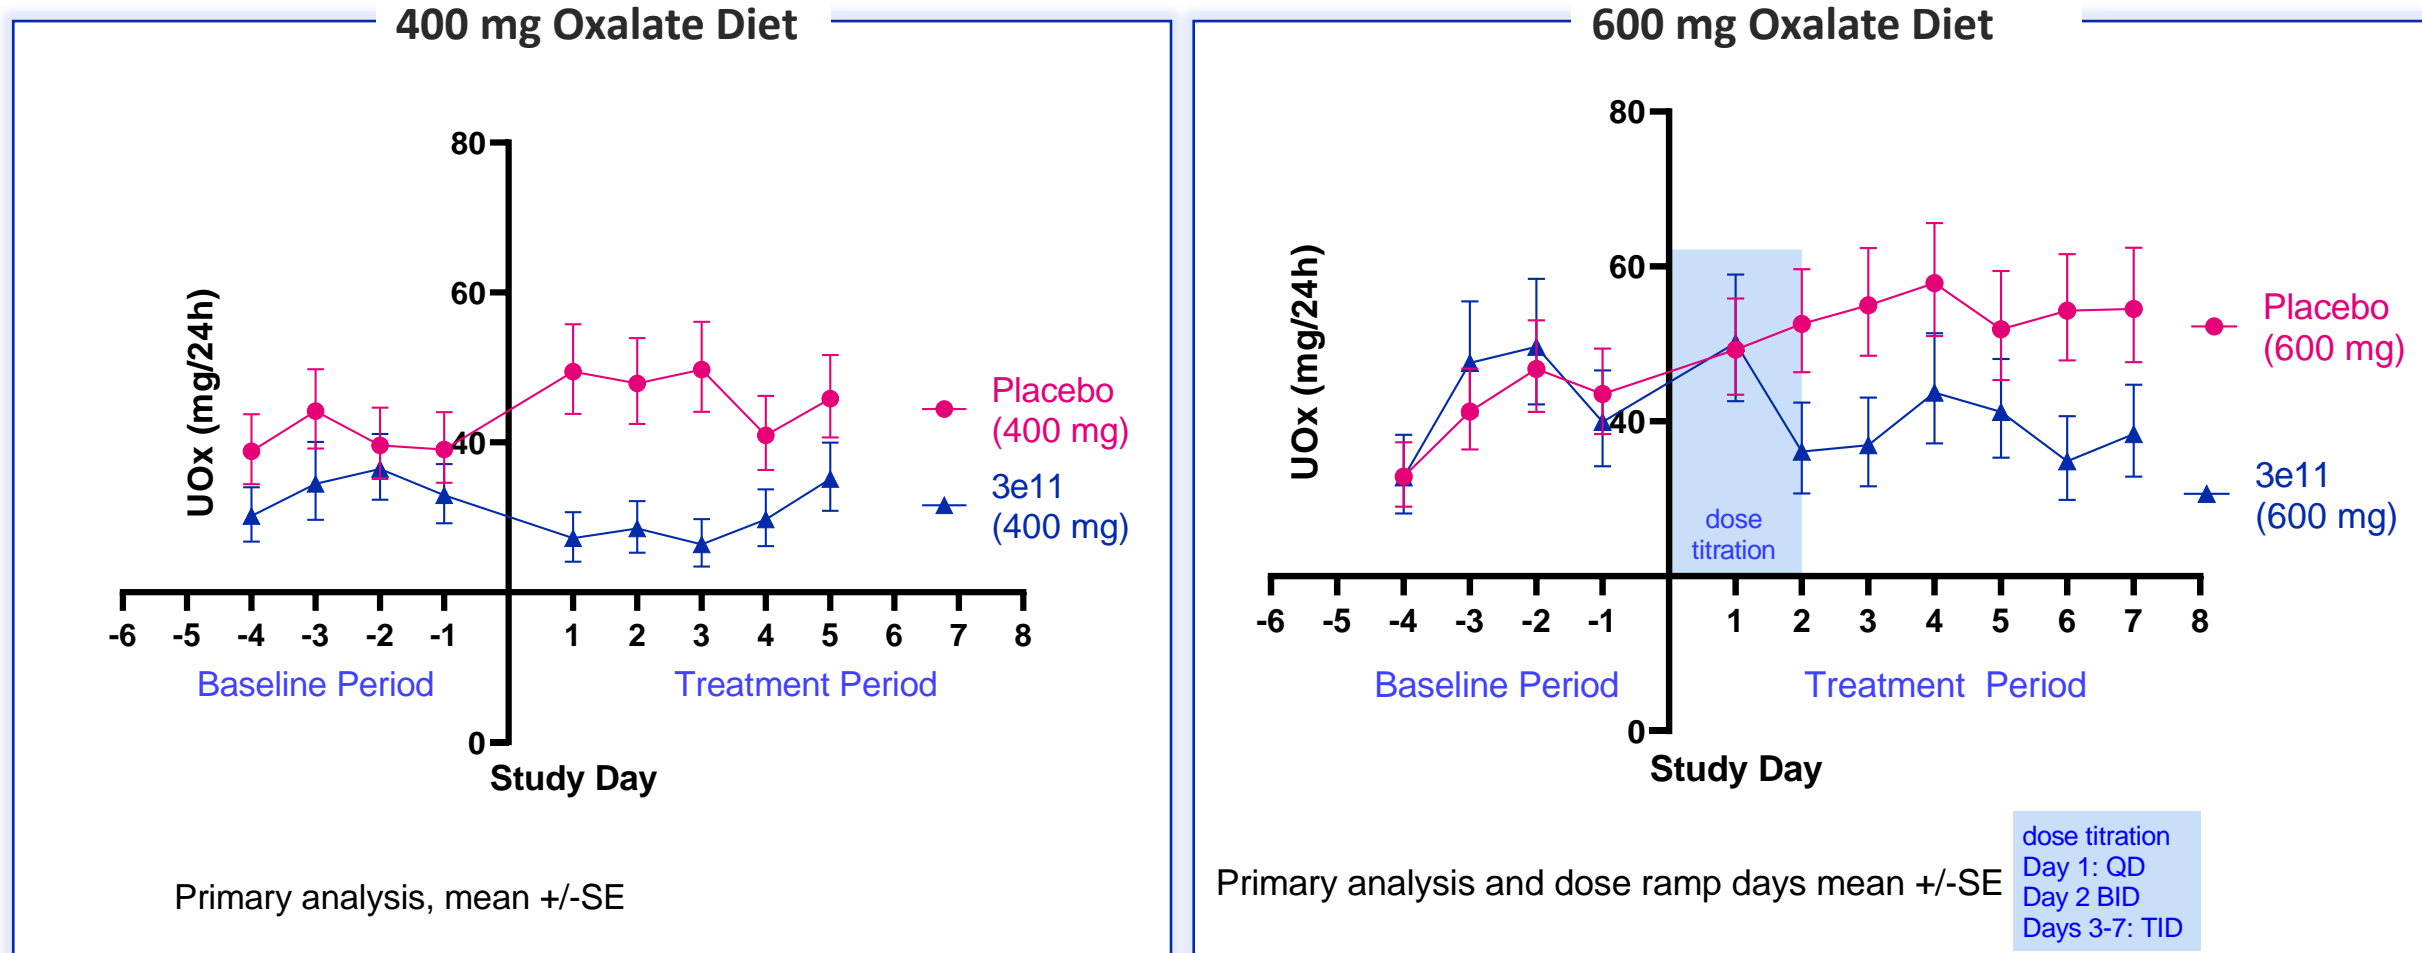 400 mg Oxalate Diet
80
60
40
0
UOx (mg/24h)
-6 -5 -4 -3 -2 -1 1 2 3 4 5 6 7 8
Baseline Period
Treatment Period
Study Day
Placebo
(400 mg)
3e11
(400 mg)
Primary analysis, mean +/-SE
600 mg Oxalate Diet
80
60
40
0
UOx (mg/24h)
dose
titration
-6 -5 -4 -3 -2 -1 1 2 3 4 5 6 7 8
Baseline Period
Treatment  Period
Study Day
Placebo
(600 mg)
3e11
(600 mg)
Primary analysis and dose ramp days mean +/-SE
dose titration
Day 1: QD
Day 2 BID
Days 3-7: TID